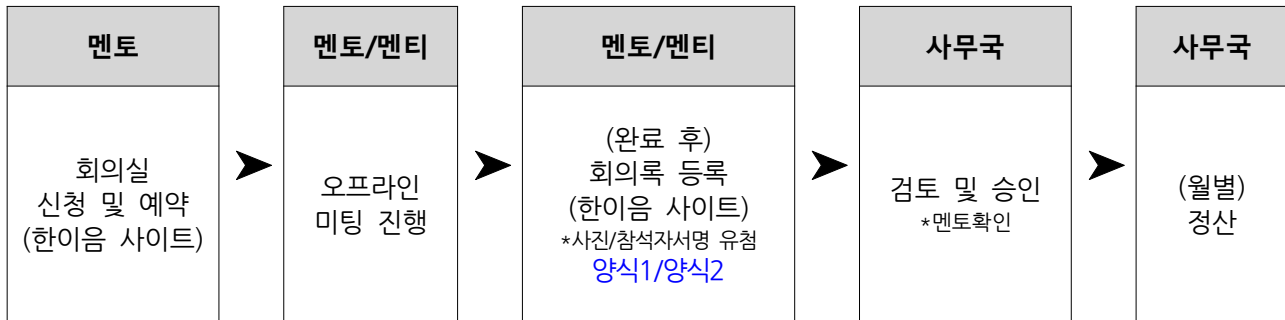 멘토
회의실
신청 및 예약
(한이음 사이트)
멘토/멘티
오프라인
미팅 진행
멘토/멘티
(완료 후)
회의록 등록
(한이음 사이트)
*사진/참석자서명 유첨
양식1/양식2
사무국
검토 및 승인
*멘토확인
사무국
(월별)
정산